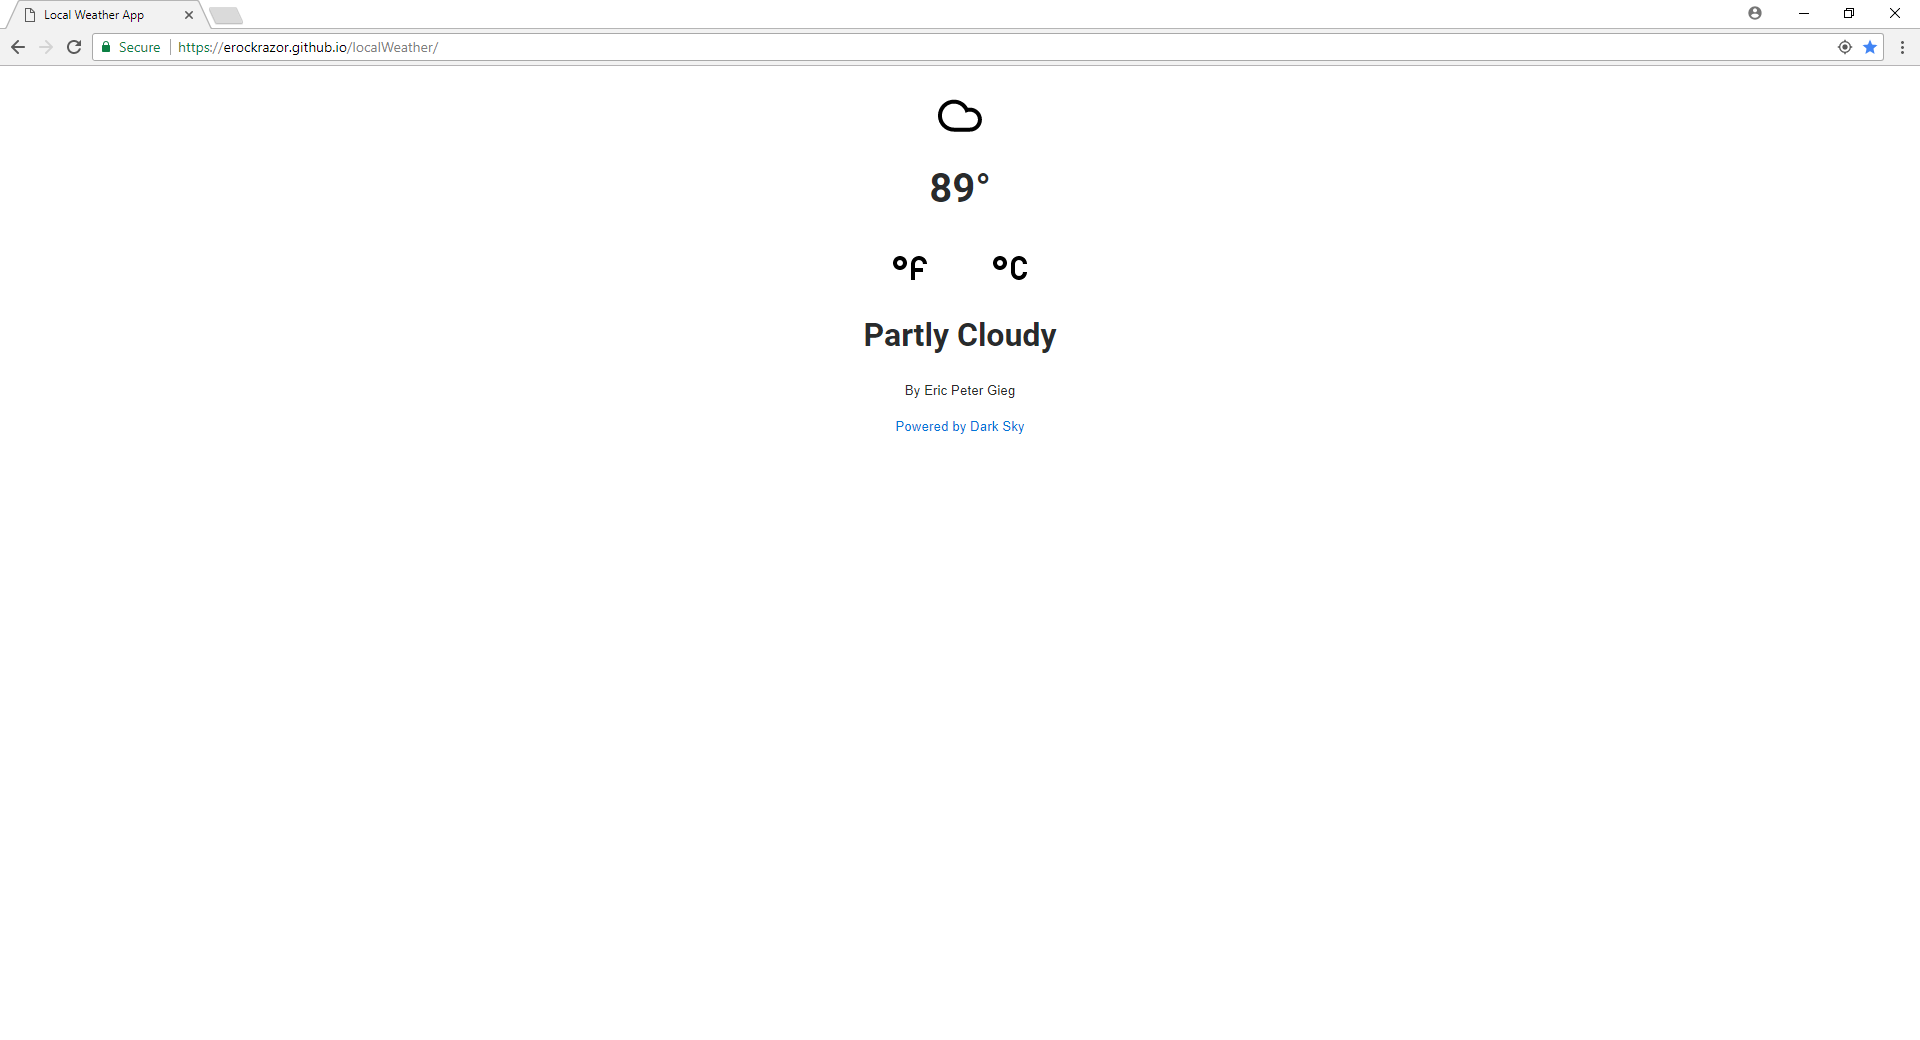 Local Weather App
Secure
https://erockrazor.github.io/localWeather/
89°
°F °C
Partly Cloudy
By Eric Peter Gieg
Powered by Dark Sky